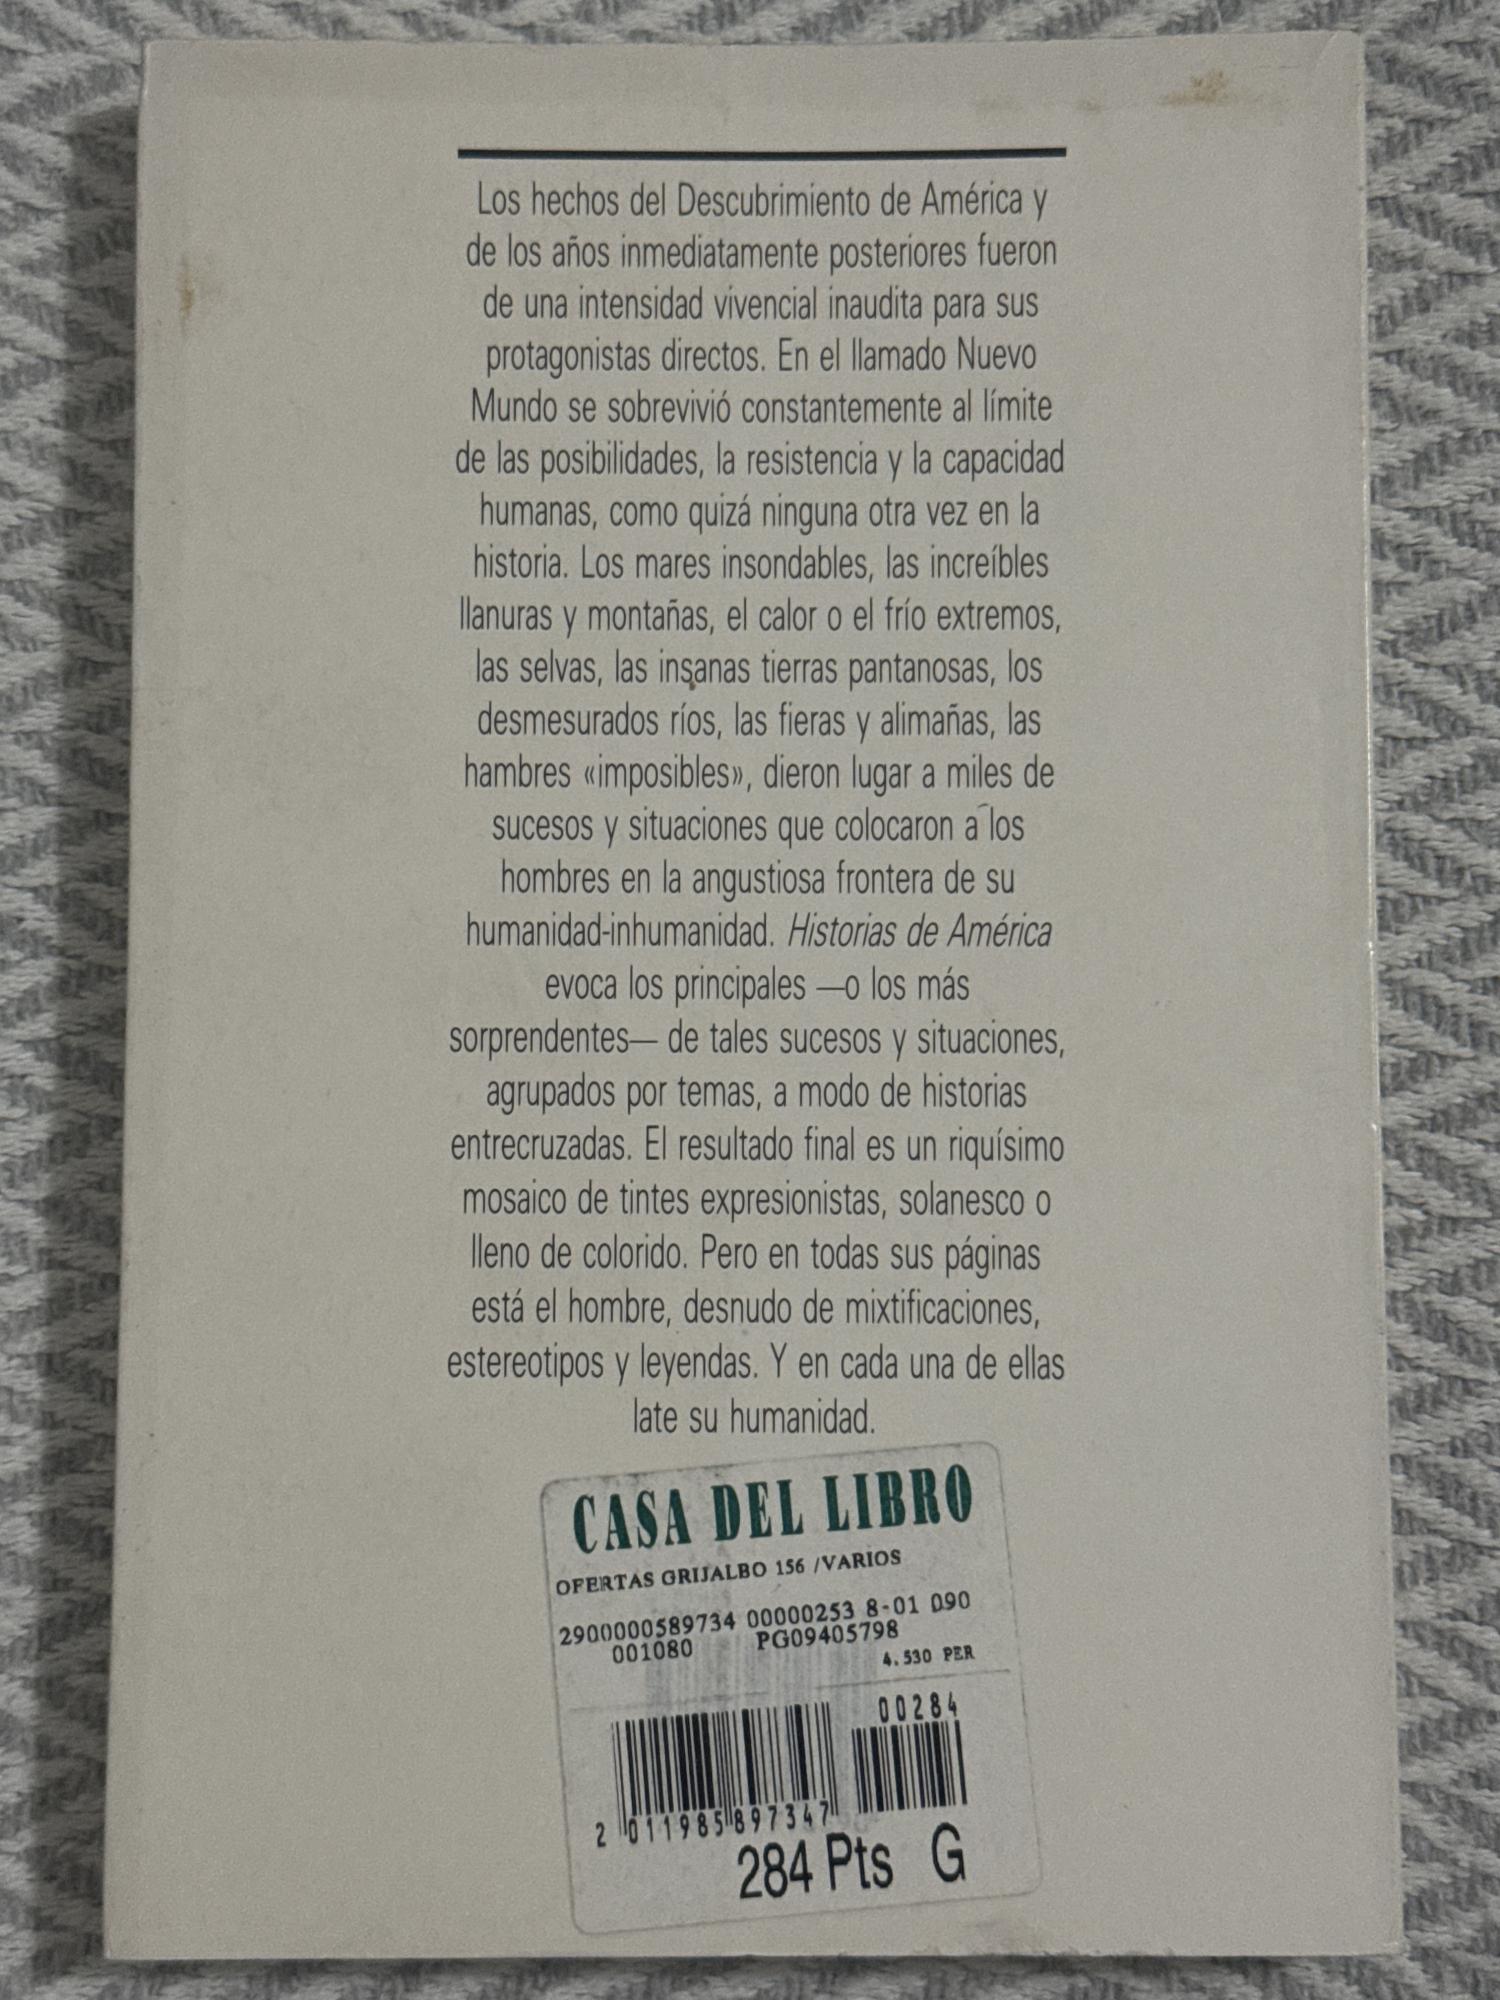 Los hechos del Descubrimiento de América y
de los años inmediatamente posteriores fueron
de una intensidad vivencial inaudita para sus
protagonistas directos. En el llamado Nuevo
Mundo se sobrevivió constantemente al límite
de las posibilidades, la resistencia y la capacidad
humanas, como quizá ninguna otra vez en la
historia. Los mares insondables, las increíbles
llanuras y montañas, el calor o el frío extremos,
las selvas, las insanas tierras pantanosas, los
desmesurados ríos, las fieras y alimañas, las
hambres «imposibles», dieron lugar a miles de
sucesos y situaciones que colocaron a los
hombres en la angustiosa frontera de su
humanidad-inhumanidad. Historias de América
evoca los principales —o los más
sorprendentes— de tales sucesos y situaciones,
agrupados por temas, a modo de historias
entrecruzadas. El resultado final es un riquísimo
mosaico de tintes expresionistas, solanesco o
lleno de colorido. Pero en todas sus páginas
está el hombre, desnudo de mixtificaciones,
estereotipos y leyendas. Y en cada una de ellas
late su humanidad.
CASA DEL LIBRO
OFERTAS GRIJALBO 156 /VARIOS
2900000589734 00000253 8-01 090
001080 PG09405798
4.530 PER
00284
2 011985 897347
284 Pts G